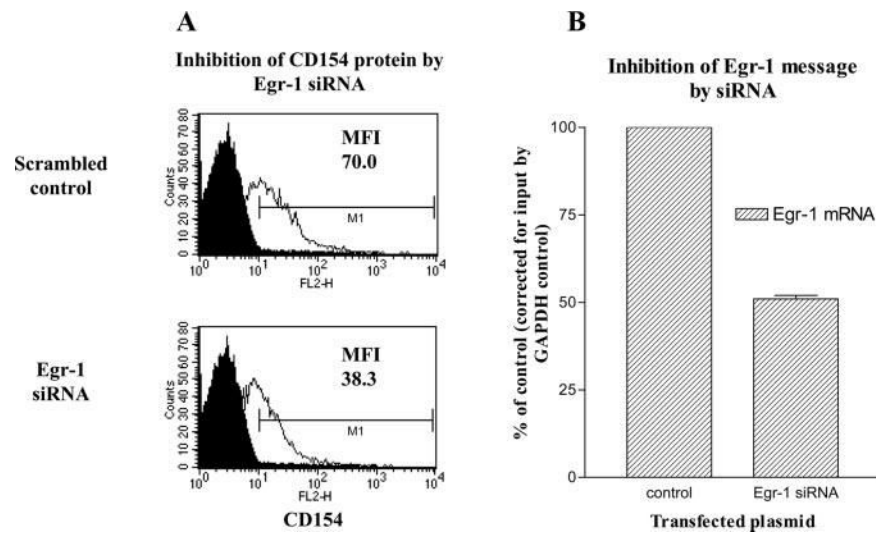 A
Inhibition of CD154 protein by
Egr-1 siRNA
Scrambled
control
MFI
70.0
Counts
0 10 20 30 40 50 60 70 80
M1
10^0 10^1 10^2 10^3 10^4
FL2-H
Egr-1
siRNA
MFI
38.3
Counts
0 10 20 30 40 50 60 70 80
M1
10^0 10^1 10^2 10^3 10^4
FL2-H
CD154
B
Inhibition of Egr-1 message
by siRNA
% of control (corrected for input by
GAPDH control)
100
75
50
25
0
Egr-1 mRNA
control
Egr-1 siRNA
Transfected plasmid